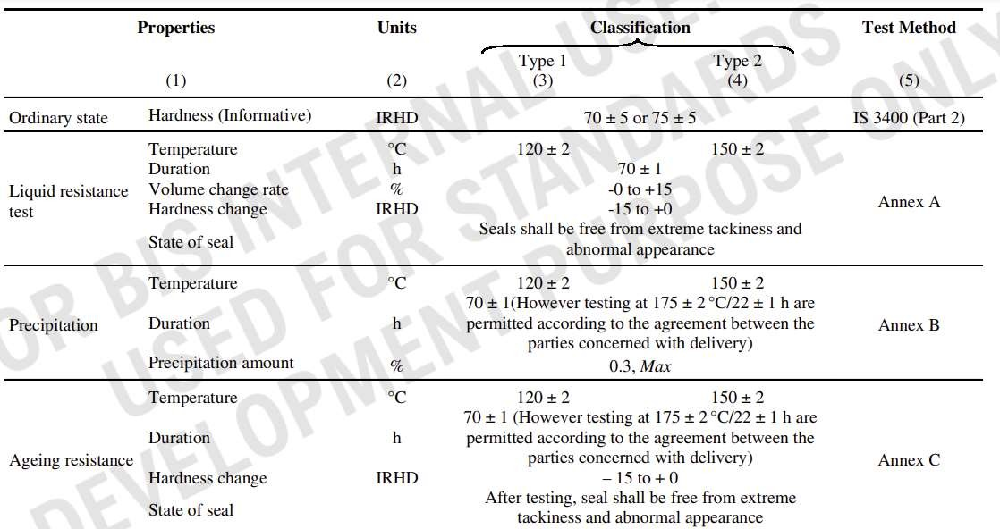 Properties Units Classification Test Method
Type 1 Type 2
(1) (2) (3) (4) (5)
Ordinary state Hardness (Informative) IRHD 70 ± 5 or 75 ± 5 IS 3400 (Part 2)
Temperature °C 120 ± 2 150 ± 2
Duration h 70 ± 1
Liquid resistance Volume change rate % -0 to +15
test Hardness change IRHD -15 to +0 Annex A
State of seal Seals shall be free from extreme tackiness and
abnormal appearance
Temperature °C 120 ± 2 150 ± 2
70 ± 1(However testing at 175 ± 2 °C/22 ± 1 h are
Precipitation Duration h permitted according to the agreement between the Annex B
parties concerned with delivery)
Precipitation amount % 0.3, Max
Temperature °C 120 ± 2 150 ± 2
70 ± 1 (However testing at 175 ± 2 °C/22 ± 1 h are
Duration h permitted according to the agreement between the
Ageing resistance parties concerned with delivery) Annex C
Hardness change IRHD – 15 to + 0
State of seal After testing, seal shall be free from extreme
tackiness and abnormal appearance
OR BIS INTERNAL USE.
USED FOR STANDARDS
DEVELOPMENT PURPOSE ONLY